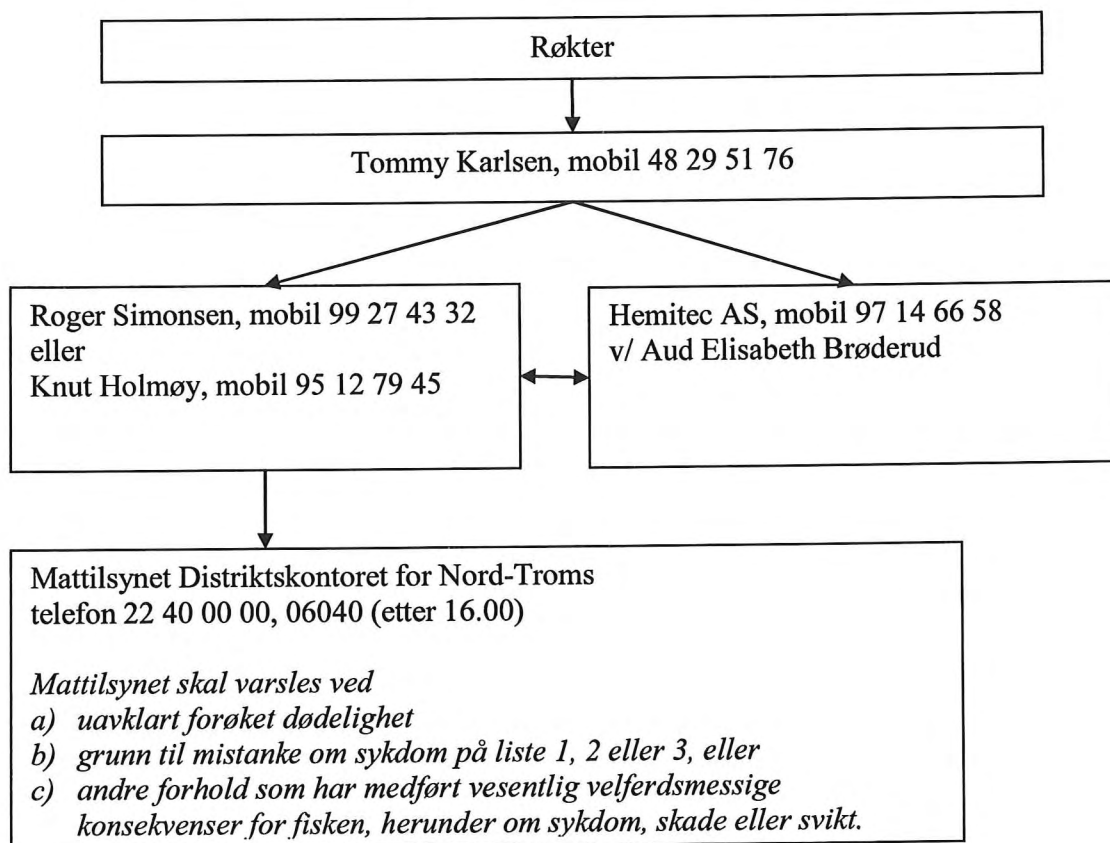 Røkter
Tommy Karlsen, mobil 48 29 51 76
Roger Simonsen, mobil 99 27 43 32
eller
Knut Holmøy, mobil 95 12 79 45
Hemitec AS, mobil 97 14 66 58
v/ Aud Elisabeth Brøderud
Mattilsynet Distriktskontoret for Nord-Troms
telefon 22 40 00 00, 06040 (etter 16.00)
Mattilsynet skal varsles ved
a) uavklart forøket dødelighet
b) grunn til mistanke om sykdom på liste 1, 2 eller 3, eller
c) andre forhold som har medført vesentlig velferdsmessige
konsekvenser for fisken, herunder om sykdom, skade eller svikt.